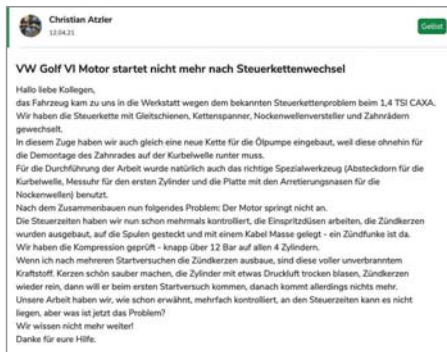 Christian Atzler
12.04.21
Gelöst
VW Golf VI Motor startet nicht mehr nach Steuerkettenwechsel
Hallo liebe Kollegen,
das Fahrzeug kam zu uns in die Werkstatt wegen dem bekannten Steuerkettenproblem beim 1,4 TSI CAXA.
Wir haben die Steuerkette mit Gleitschienen, Kettenspanner, Nockenwellenversteller und Zahnrädern
gewechselt.
In diesem Zuge haben wir auch gleich eine neue Kette für die Ölpumpe eingebaut, weil diese ohnehin für
die Demontage des Zahnrades auf der Kurbelwelle runter muss.
Für die Durchführung der Arbeit wurde natürlich auch das richtige Spezialwerkzeug (Absteckdorn für die
Kurbelwelle, Messuhr für den ersten Zylinder und die Platte mit den Arretierungsnasen für die
Nockenwellen) benutzt.
Nach dem Zusammenbauen nun folgendes Problem: Der Motor springt nicht an.
Die Steuerzeiten haben wir nun schon mehrmals kontrolliert, die Einspritzdüsen arbeiten, die Zündkerzen
wurden ausgebaut, auf die Spulen gesteckt und mit einem Kabel Masse gelegt - ein Zündfunke ist da.
Wir haben die Kompression geprüft - knapp über 12 Bar auf allen 4 Zylindern.
Wenn ich nach mehreren Startversuchen die Zündkerzen ausbaue, sind diese voller unverbranntem
Kraftstoff. Kerzen schön sauber machen, die Zylinder mit etwas Druckluft trocken blasen, Zündkerzen
wieder rein, dann will er beim ersten Startversuch kommen, danach kommt allerdings nichts mehr.
Unsere Arbeit haben wir, wie schon erwähnt, mehrfach kontrolliert, an den Steuerzeiten kann es nicht
liegen, aber was ist jetzt das Problem?
Wir wissen nicht mehr weiter!
Danke für eure Hilfe.